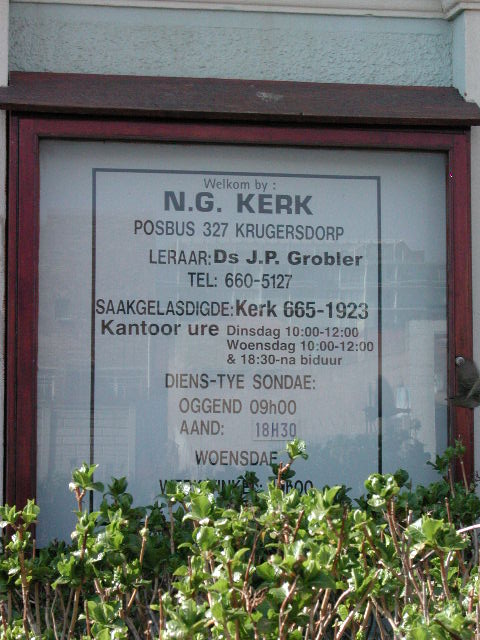 Welkom by :
N.G. KERK
POSBUS 327 KRUGERSDORP
LERAAR: Ds J.P. Grobler
TEL: 660-5127
SAAKGELASDIGDE: Kerk 665-1923
Kantoor ure Dinsdag 10:00-12:00
Woensdag 10:00-12:00
& 18:30-na biduur
DIENS-TYE SONDAE:
OGGEND 09h00
AAND: 18H30
WOENSDAE